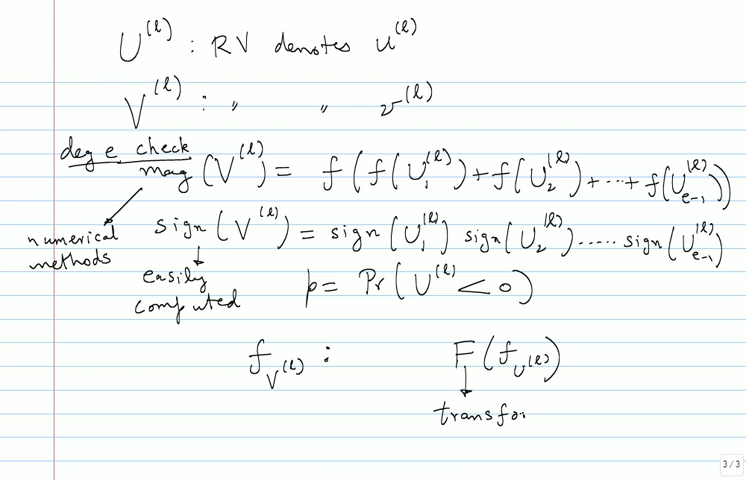 U^(l) : RV denotes u^(l)
V^(l) : " " v^(l)
deg e check
mag (V^(l)) = f ( f(U_1^(l)) + f(U_2^(l)) + ... + f(U_{e-1}^(l)) )
sign (V^(l)) = sign (U_1^(l)) sign (U_2^(l)) ..... sign (U_{e-1}^(l))
numerical
methods
easily
computed
p = Pr ( U^(l) < 0 )
f_{V^(l)} : F ( f_{U^(l)} )
transfo
3 / 3